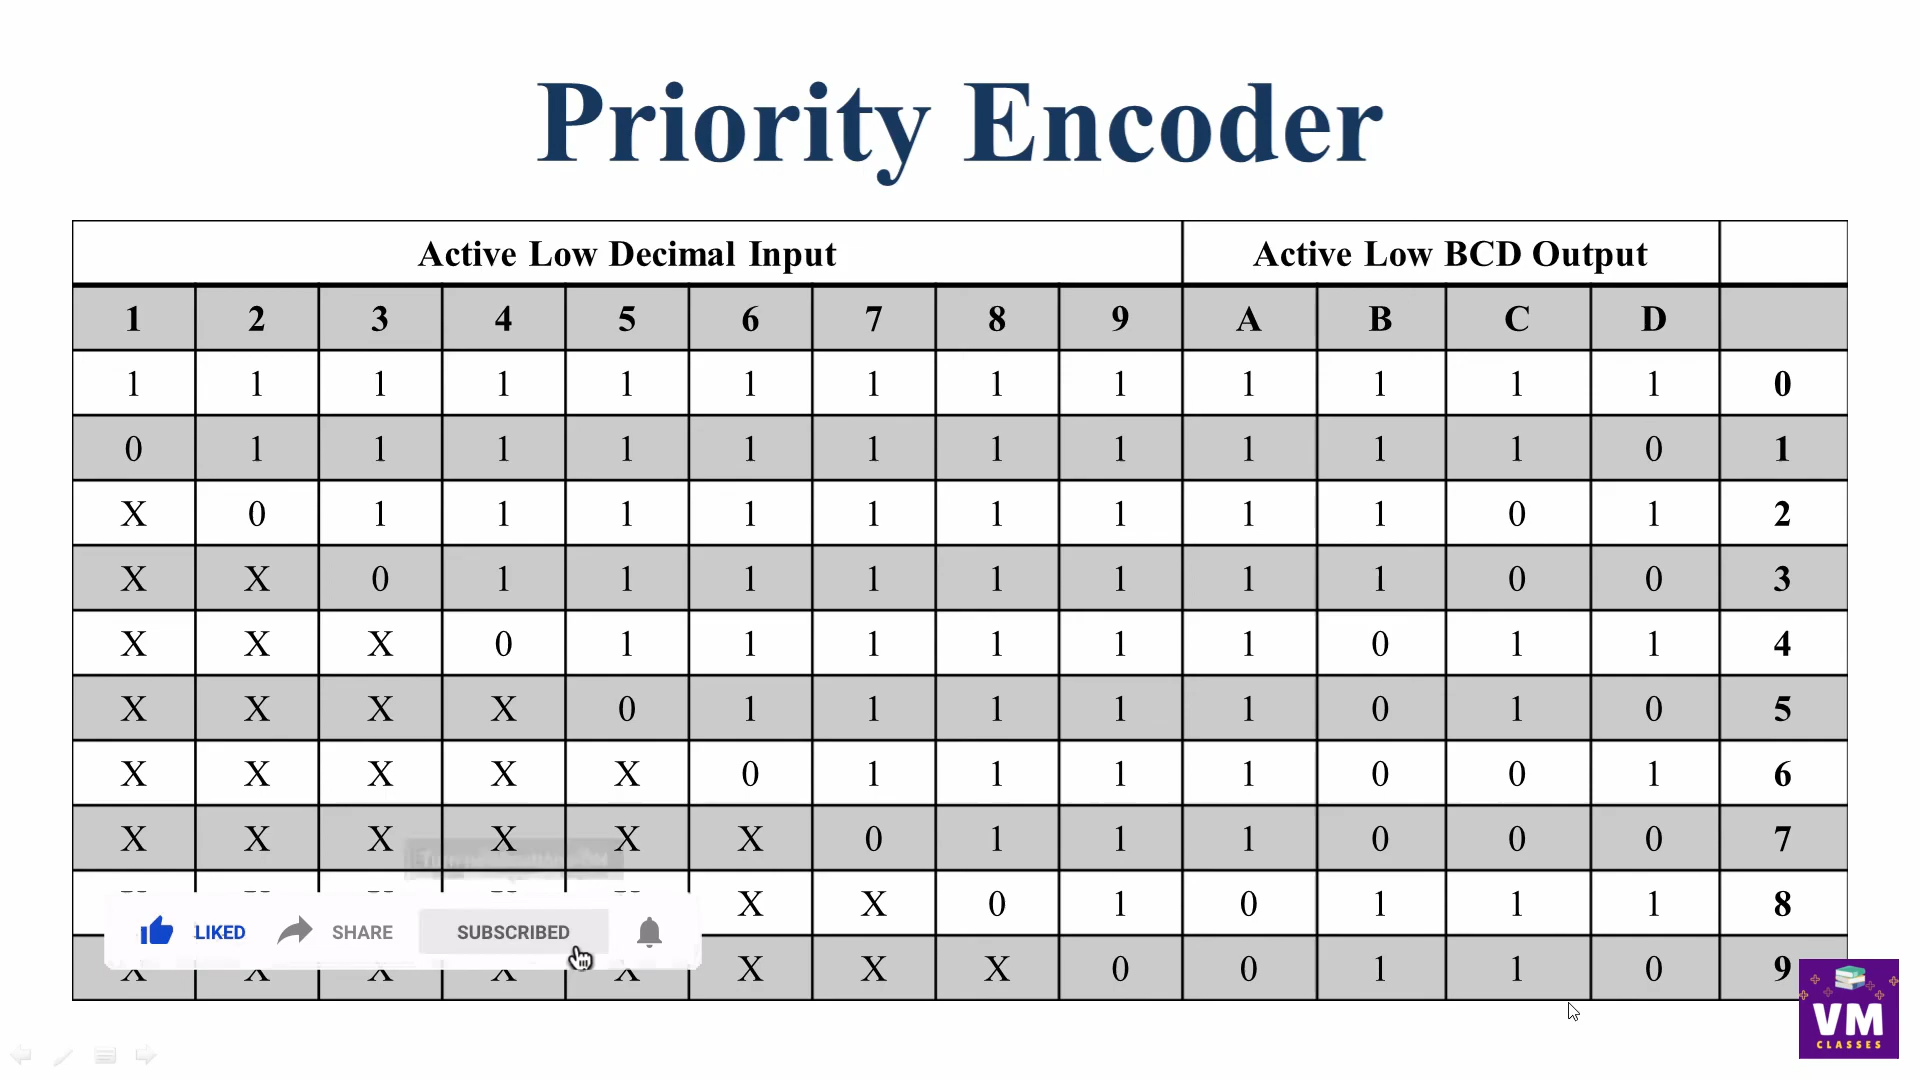 Priority Encoder
Active Low Decimal Input Active Low BCD Output
1 2 3 4 5 6 7 8 9 A B C D
1 1 1 1 1 1 1 1 1 1 1 1 1 0
0 1 1 1 1 1 1 1 1 1 1 1 0 1
X 0 1 1 1 1 1 1 1 1 1 0 1 2
X X 0 1 1 1 1 1 1 1 1 0 0 3
X X X 0 1 1 1 1 1 1 0 1 1 4
X X X X 0 1 1 1 1 1 0 1 0 5
X X X X X 0 1 1 1 1 0 0 1 6
X X X X X X 0 1 1 1 0 0 0 7
X X 0 1 0 1 1 1 8
LIKED SHARE SUBSCRIBED
X X X X X X X X 0 0 1 1 0 9
VM
CLASSES